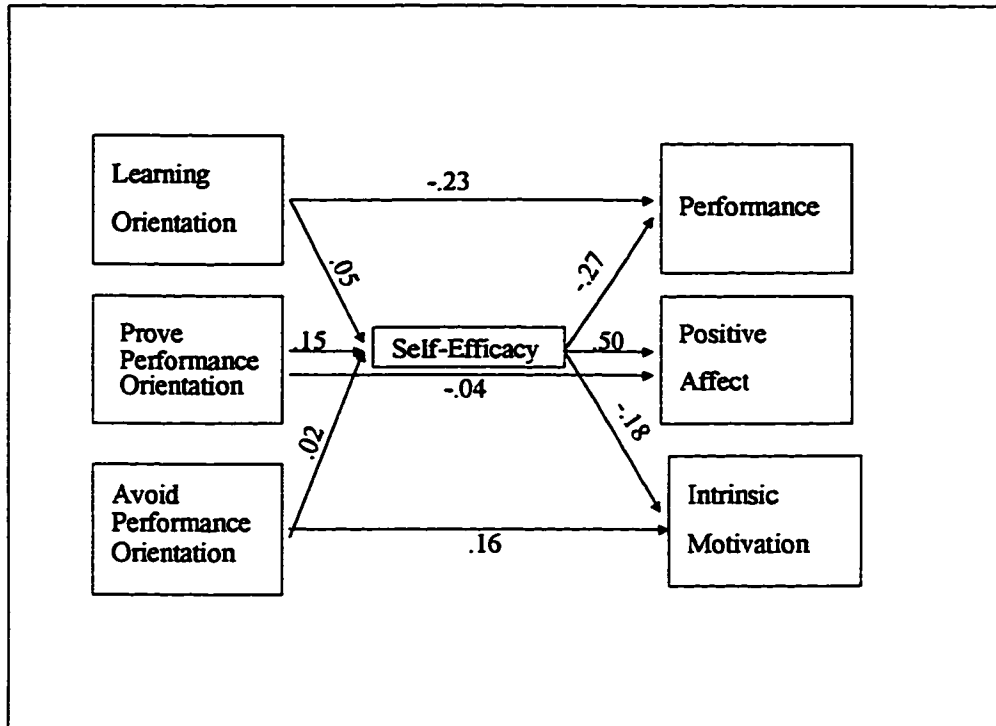 Learning
Orientation
-.23
Performance
.05
-.27
Prove
Performance
Orientation
.15
Self-Efficacy
.50
Positive
Affect
-.04
.02
-.18
Avoid
Performance
Orientation
.16
Intrinsic
Motivation